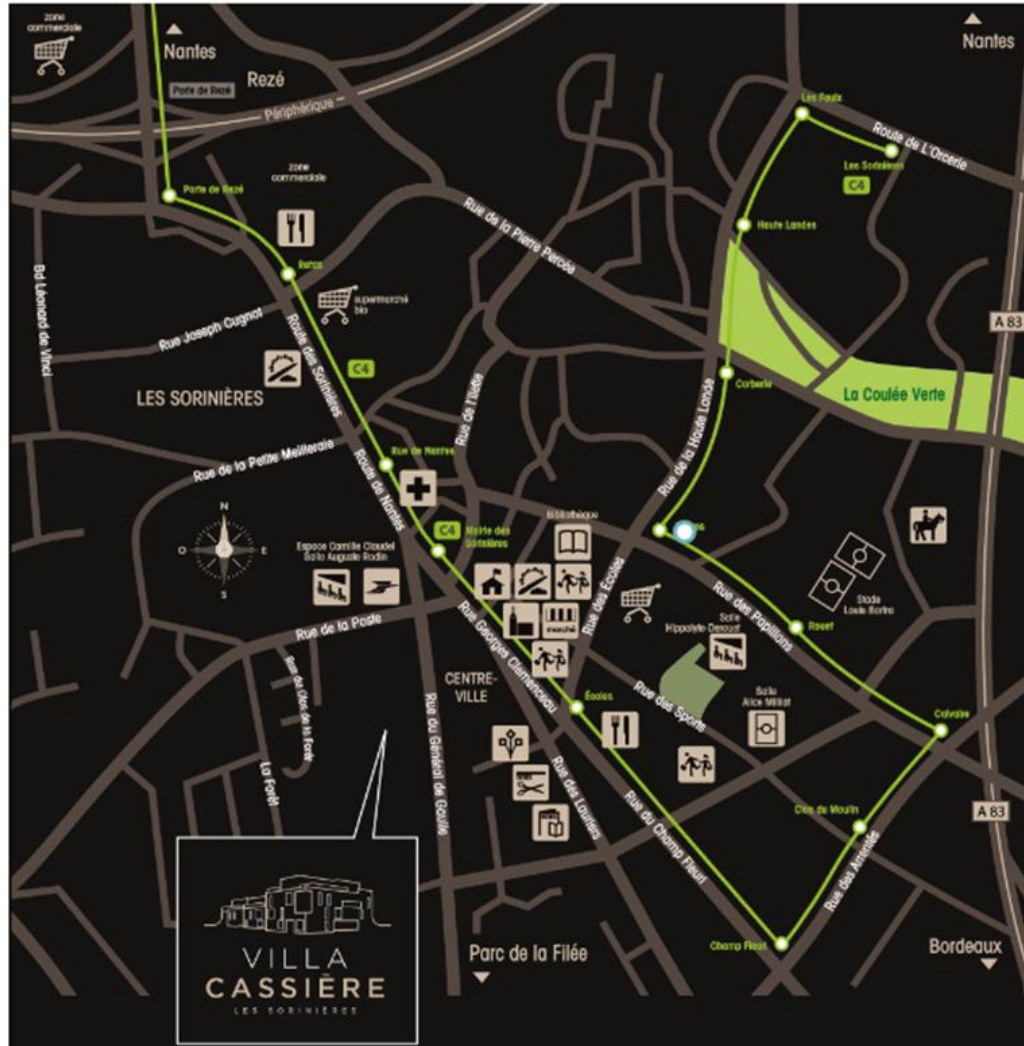 zone
commerciale
Nantes
Rezé
Porte de Rezé
Périphérique
Nantes
Les Faulx
Route de L'Orcerie
Les Sorinières
C4
Porte de Rezé
zone
commerciale
Haute Landes
Rue de la Pierre Percée
Bd Léonard de Vinci
supermarché
bio
Rue Joseph Cugnot
Route des Sorinières
A 83
C4
Corberie
La Coulée Verte
LES SORINIÈRES
Rue de l'Ilette
Rue de la Haute Lande
Rue de Nantes
Rue de la Petite Meilleraie
Route de Nantes
N
O
E
S
C4
Mairie des
Sorinières
Bibliothèque
Espace Camille Claudel
Salle Auguste Rodin
Rue des Écoles
Rue des Papillons
Rouet
Stade
Louis
Salle
marché
Rue de la Poste
Rue Georges Clemenceau
CENTRE-
VILLE
Écoles
Rue des Sports
Salle
Alice Milliat
Calvaire
La Forêt
Rue du Général de Gaulle
Rue des Lauriers
Rue du Champ Fleuri
Clos du Moulin
Rue des Arrentés
A 83
Champ Fleuri
Parc de la Filée
Bordeaux
VILLA
CASSIÈRE
LES SORINIÈRES